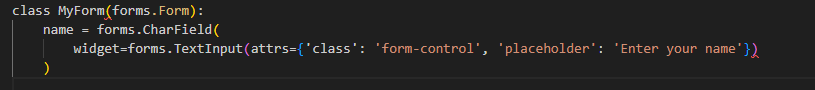 class MyForm(forms.Form):
    name = forms.CharField(
        widget=forms.TextInput(attrs={'class': 'form-control', 'placeholder': 'Enter your name'})
    )